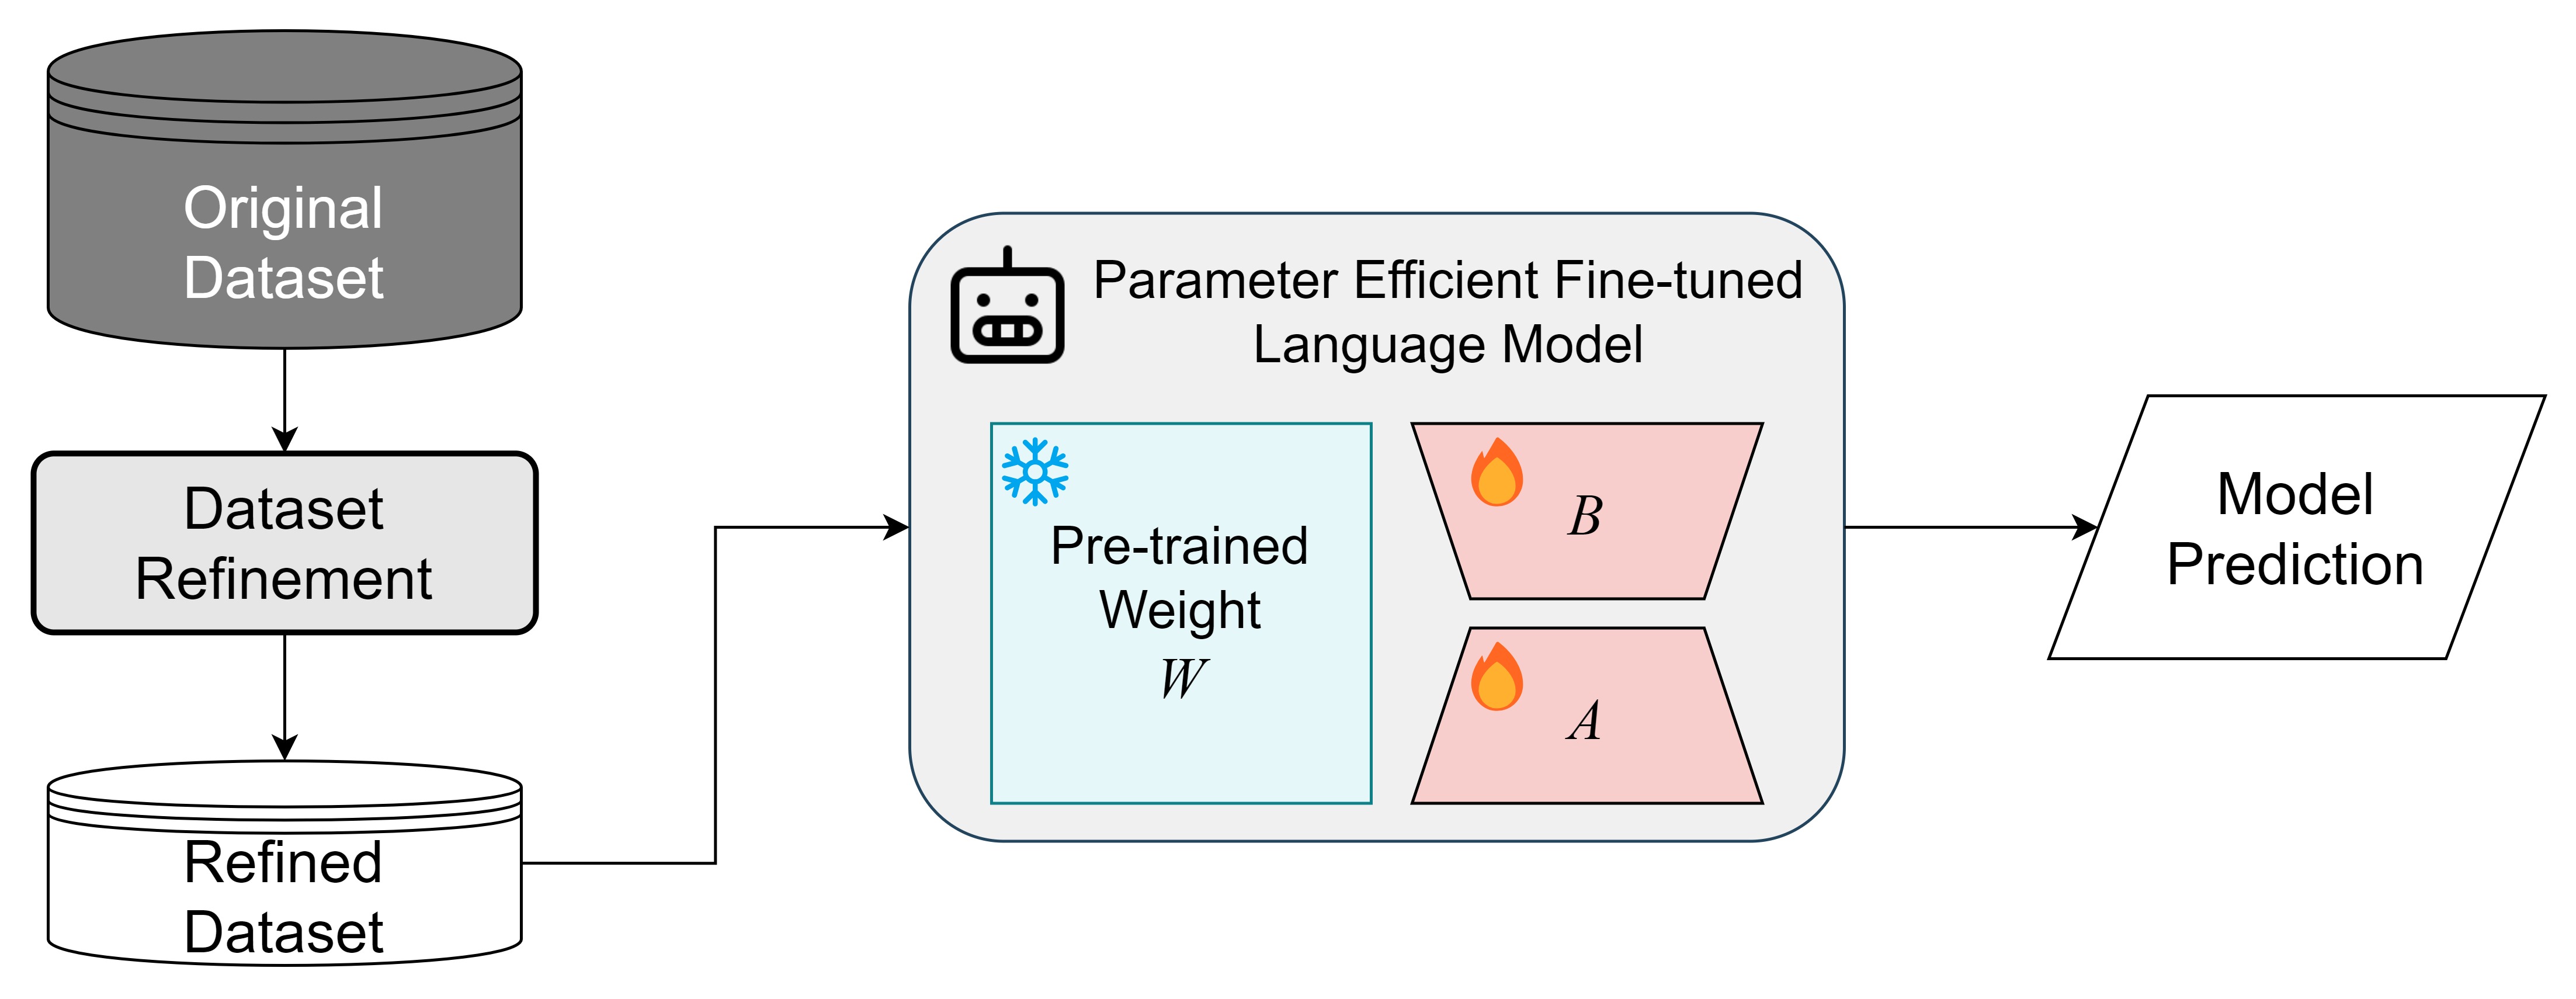 Original
Dataset
Dataset
Refinement
Refined
Dataset
Parameter Efficient Fine-tuned
Language Model
Pre-trained
Weight
W
B
A
Model
Prediction